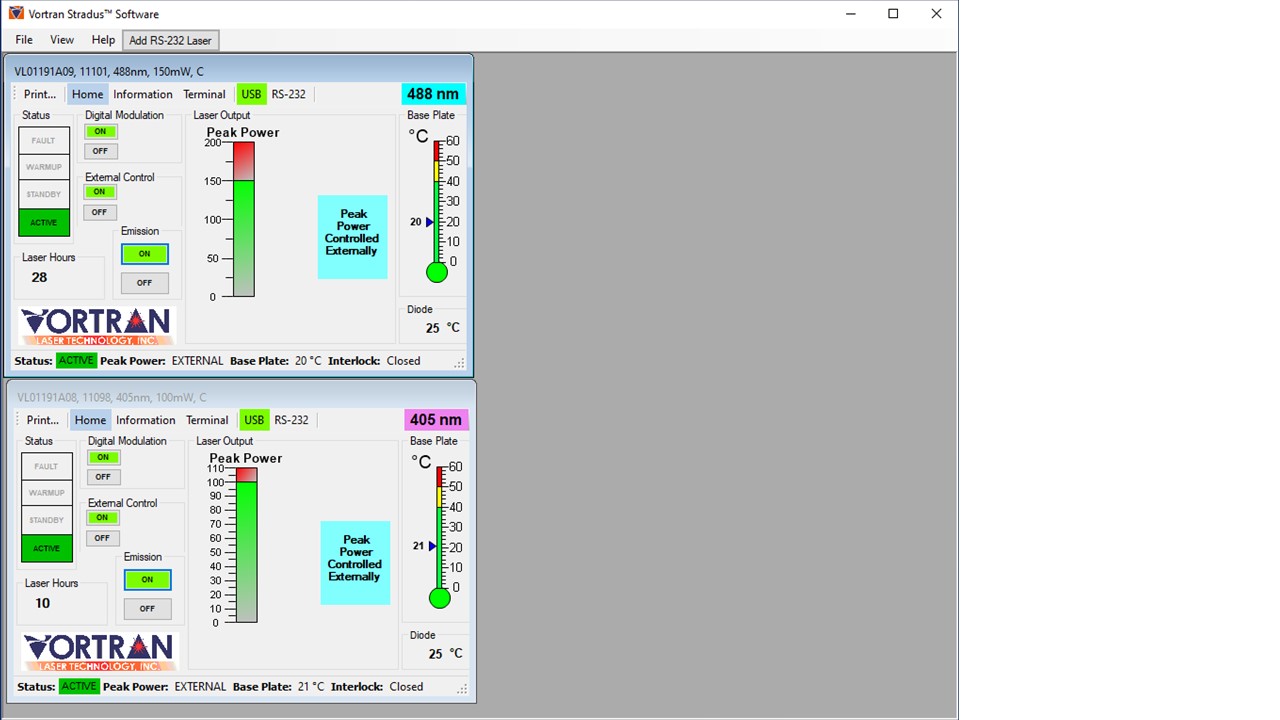 Vortran Stradus™ Software
File View Help Add RS-232 Laser
VL01191A09, 11101, 488nm, 150mW, C
Print... Home Information Terminal USB RS-232 488 nm
Status Digital Modulation Laser Output Base Plate
ON Peak Power °C
FAULT OFF 200 60
WARMUP 50
External Control 150 40
STANDBY ON 30
ACTIVE OFF 100 20 20
Peak
Power
Controlled
Externally
Emission 10
ON 50 0
Laser Hours
28 OFF 0
Diode
VORTRAN 25 °C
LASER TECHNOLOGY, INC.
Status: ACTIVE Peak Power: EXTERNAL Base Plate: 20 °C Interlock: Closed
VL01191A08, 11098, 405nm, 100mW, C
Print... Home Information Terminal USB RS-232 405 nm
Status Digital Modulation Laser Output Base Plate
ON Peak Power °C
FAULT OFF 110 60
WARMUP 100 50
90
External Control 80 40
STANDBY ON 70 30
ACTIVE OFF 60 21 20
Peak
Power
Controlled
Externally
Emission 50 10
ON 40 0
Laser Hours 30
20
10 OFF 10
0
Diode
VORTRAN 25 °C
LASER TECHNOLOGY, INC.
Status: ACTIVE Peak Power: EXTERNAL Base Plate: 21 °C Interlock: Closed